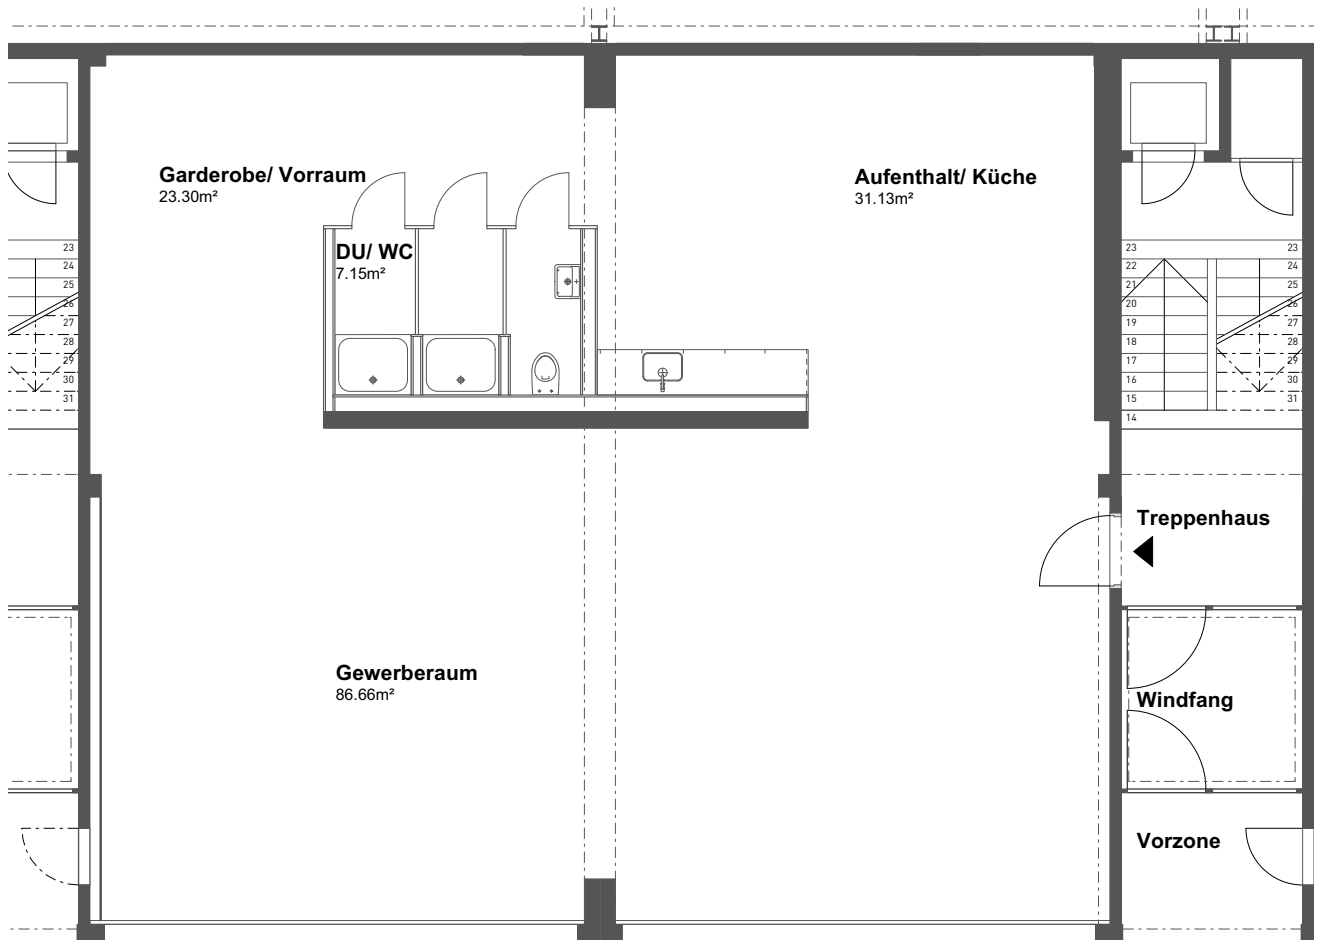 Garderobe/ Vorraum
23.30m²
Aufenthalt/ Küche
31.13m²
DU/ WC
7.15m²
23
24
25
26
27
28
29
30
31
23
22
21
20
19
18
17
16
15
14
23
24
25
26
27
28
29
30
31
Treppenhaus
Gewerberaum
86.66m²
Windfang
Vorzone